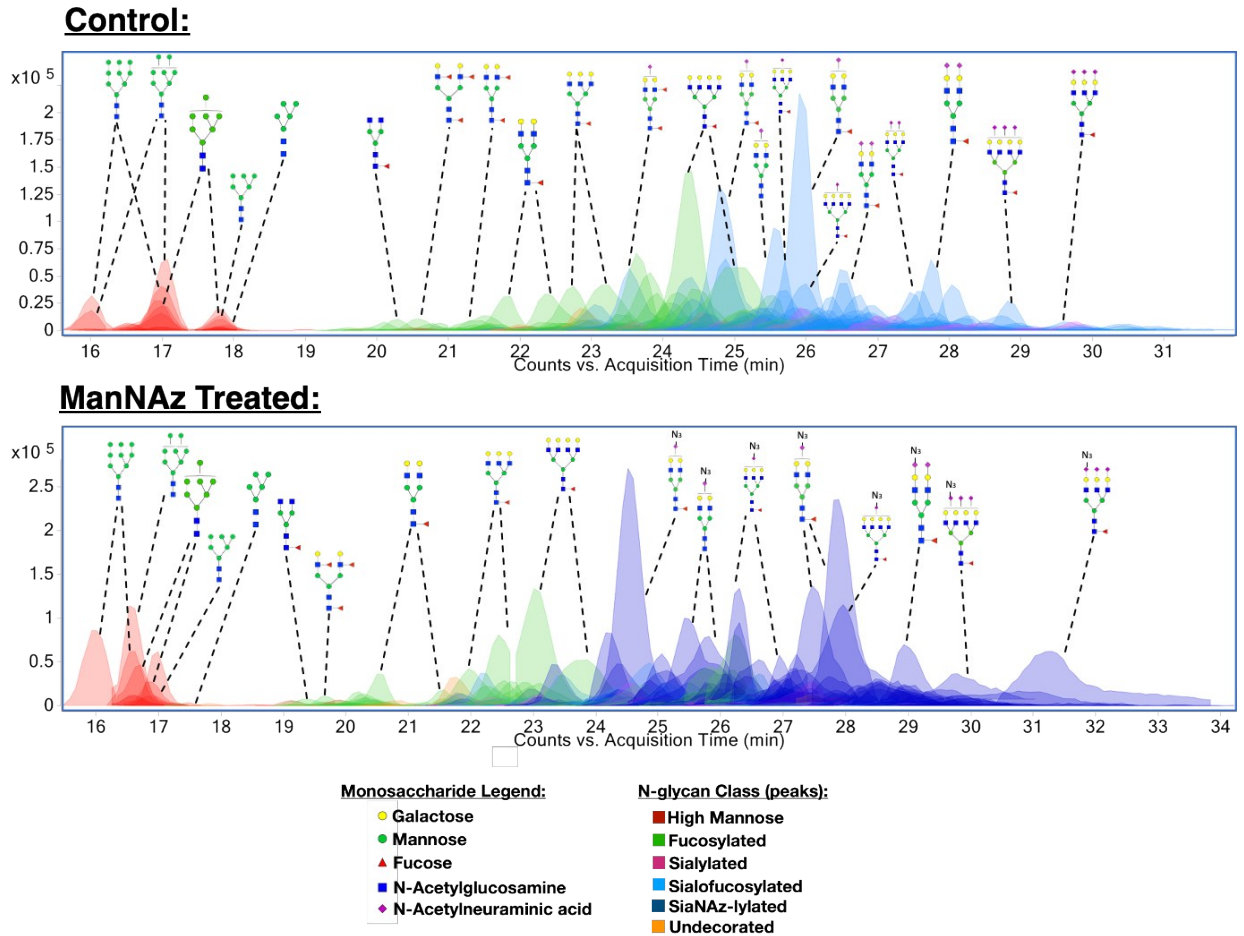 Control:
x10 5
2
1.75
1.5
1.25
1
0.75
0.5
0.25
0
16 17 18 19 20 21 22 23 24 25 26 27 28 29 30 31
Counts vs. Acquisition Time (min)
ManNAz Treated:
x10 5
2.5
2
1.5
1
0.5
0
N3 N3 N3 N3 N3 N3 N3 N3
16 17 18 19 20 21 22 23 24 25 26 27 28 29 30 31 32 33 34
Counts vs. Acquisition Time (min)
Monosaccharide Legend:
Galactose
Mannose
Fucose
N-Acetylglucosamine
N-Acetylneuraminic acid
N-glycan Class (peaks):
High Mannose
Fucosylated
Sialylated
Sialofucosylated
SiaNAz-lylated
Undecorated